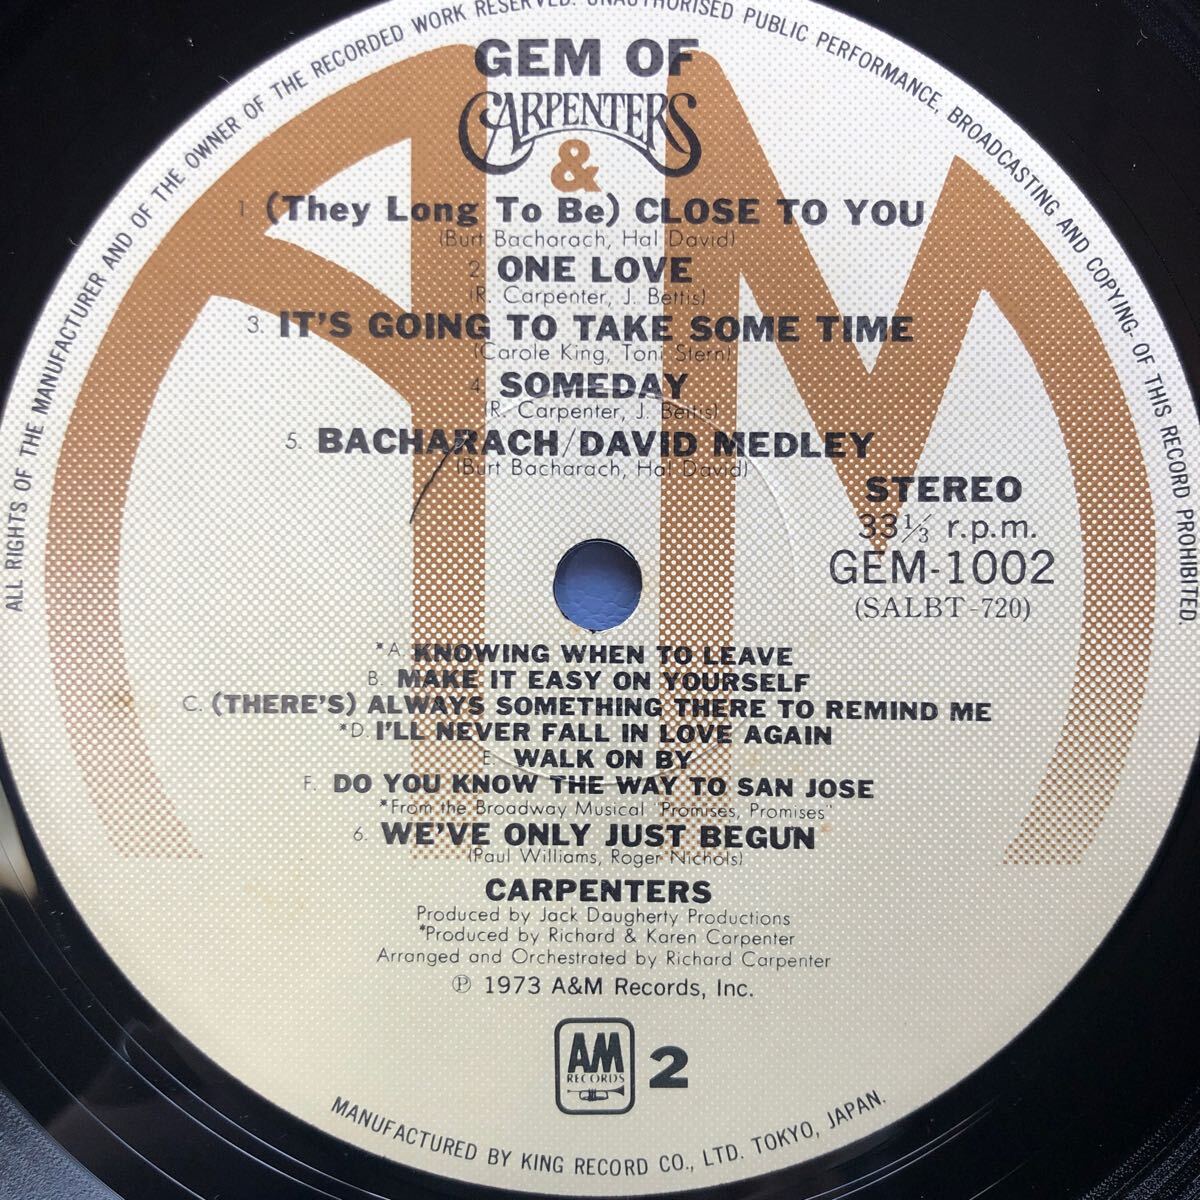 ALL RIGHTS OF THE MANUFACTURER AND OF THE OWNER OF THE RECORDED WORK RESERVED. UNAUTHORISED PUBLIC PERFORMANCE, BROADCASTING AND COPYING- OF THIS RECORD PROHIBITED.
GEM OF
CARPENTERS
&
1 (They Long To Be) CLOSE TO YOU
(Burt Bacharach, Hal David)
2. ONE LOVE
(R. Carpenter, J. Bettis)
3. IT'S GOING TO TAKE SOME TIME
(Carole King, Toni Stern)
4 SOMEDAY
(R. Carpenter, J. Bettis)
5. BACHARACH/DAVID MEDLEY
(Burt Bacharach, Hal David)
STEREO
33⅓ r.p.m.
GEM-1002
(SALBT-720)
*A. KNOWING WHEN TO LEAVE
B. MAKE IT EASY ON YOURSELF
C. (THERE'S) ALWAYS SOMETHING THERE TO REMIND ME
*D. I'LL NEVER FALL IN LOVE AGAIN
E. WALK ON BY
F. DO YOU KNOW THE WAY TO SAN JOSE
*From the Broadway Musical "Promises, Promises"
6. WE'VE ONLY JUST BEGUN
(Paul Williams, Roger Nichols)
CARPENTERS
Produced by Jack Daugherty Productions
*Produced by Richard & Karen Carpenter
Arranged and Orchestrated by Richard Carpenter
℗ 1973 A&M Records, Inc.
AM
RECORDS
2
MANUFACTURED BY KING RECORD CO., LTD. TOKYO, JAPAN.